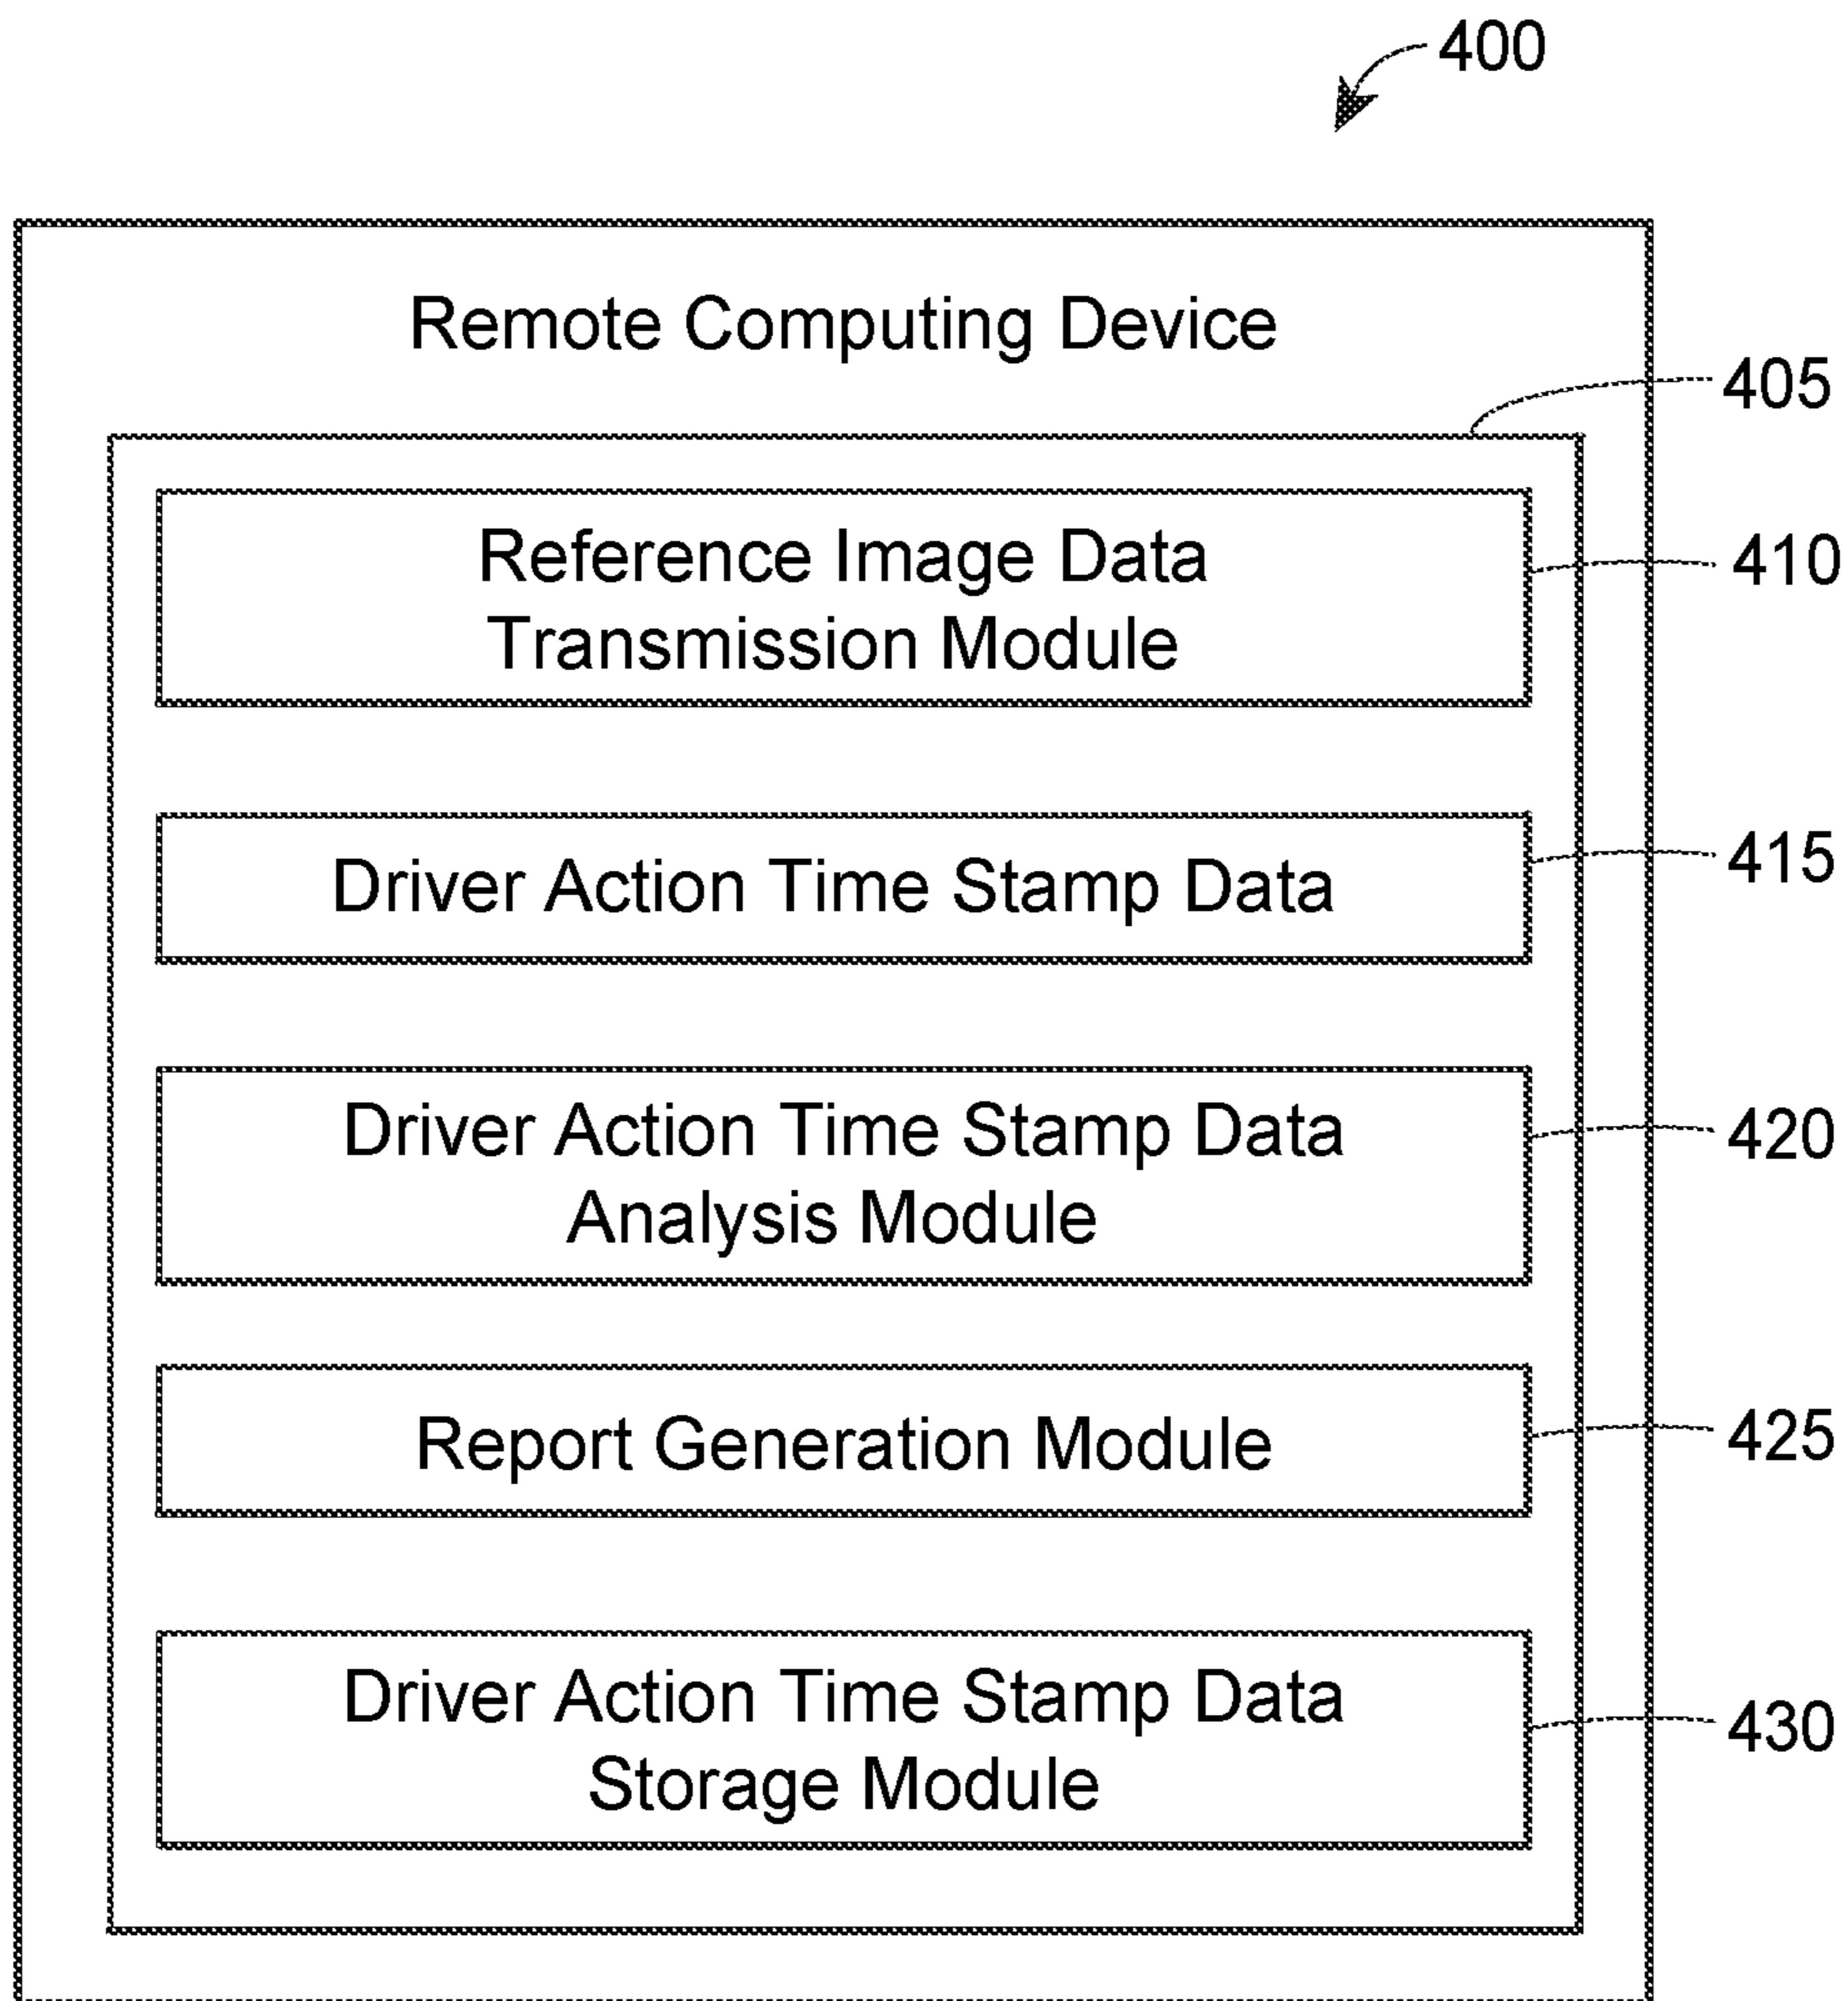 400
Remote Computing Device
405
Reference Image Data
Transmission Module
410
Driver Action Time Stamp Data
415
Driver Action Time Stamp Data
Analysis Module
420
Report Generation Module
425
Driver Action Time Stamp Data
Storage Module
430